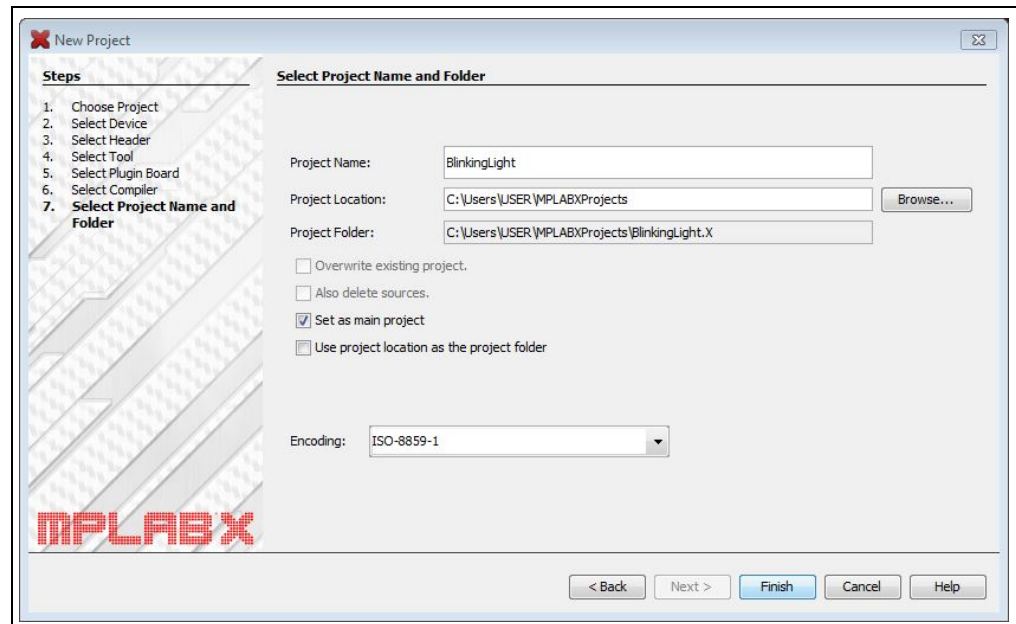 New Project
Steps
1. Choose Project
2. Select Device
3. Select Header
4. Select Tool
5. Select Plugin Board
6. Select Compiler
7. Select Project Name and
Folder
MPLAB X
Select Project Name and Folder
Project Name: BlinkingLight
Project Location: C:\Users\USER\MPLABXProjects Browse...
Project Folder: C:\Users\USER\MPLABXProjects\BlinkingLight.X
Overwrite existing project.
Also delete sources.
Set as main project
Use project location as the project folder
Encoding: ISO-8859-1
< Back Next > Finish Cancel Help